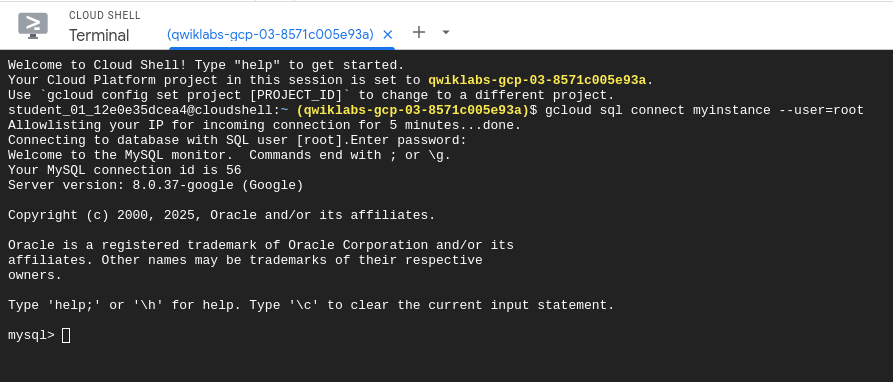 CLOUD SHELL
Terminal
(qwiklabs-gcp-03-8571c005e93a)
Welcome to Cloud Shell! Type "help" to get started.
Your Cloud Platform project in this session is set to qwiklabs-gcp-03-8571c005e93a.
Use `gcloud config set project [PROJECT_ID]` to change to a different project.
student_01_12e0e35dcea4@cloudshell:~ (qwiklabs-gcp-03-8571c005e93a)$ gcloud sql connect myinstance --user=root
Allowlisting your IP for incoming connection for 5 minutes...done.
Connecting to database with SQL user [root].Enter password:
Welcome to the MySQL monitor.  Commands end with ; or \g.
Your MySQL connection id is 56
Server version: 8.0.37-google (Google)
Copyright (c) 2000, 2025, Oracle and/or its affiliates.
Oracle is a registered trademark of Oracle Corporation and/or its
affiliates. Other names may be trademarks of their respective
owners.
Type 'help;' or '\h' for help. Type '\c' to clear the current input statement.
mysql>